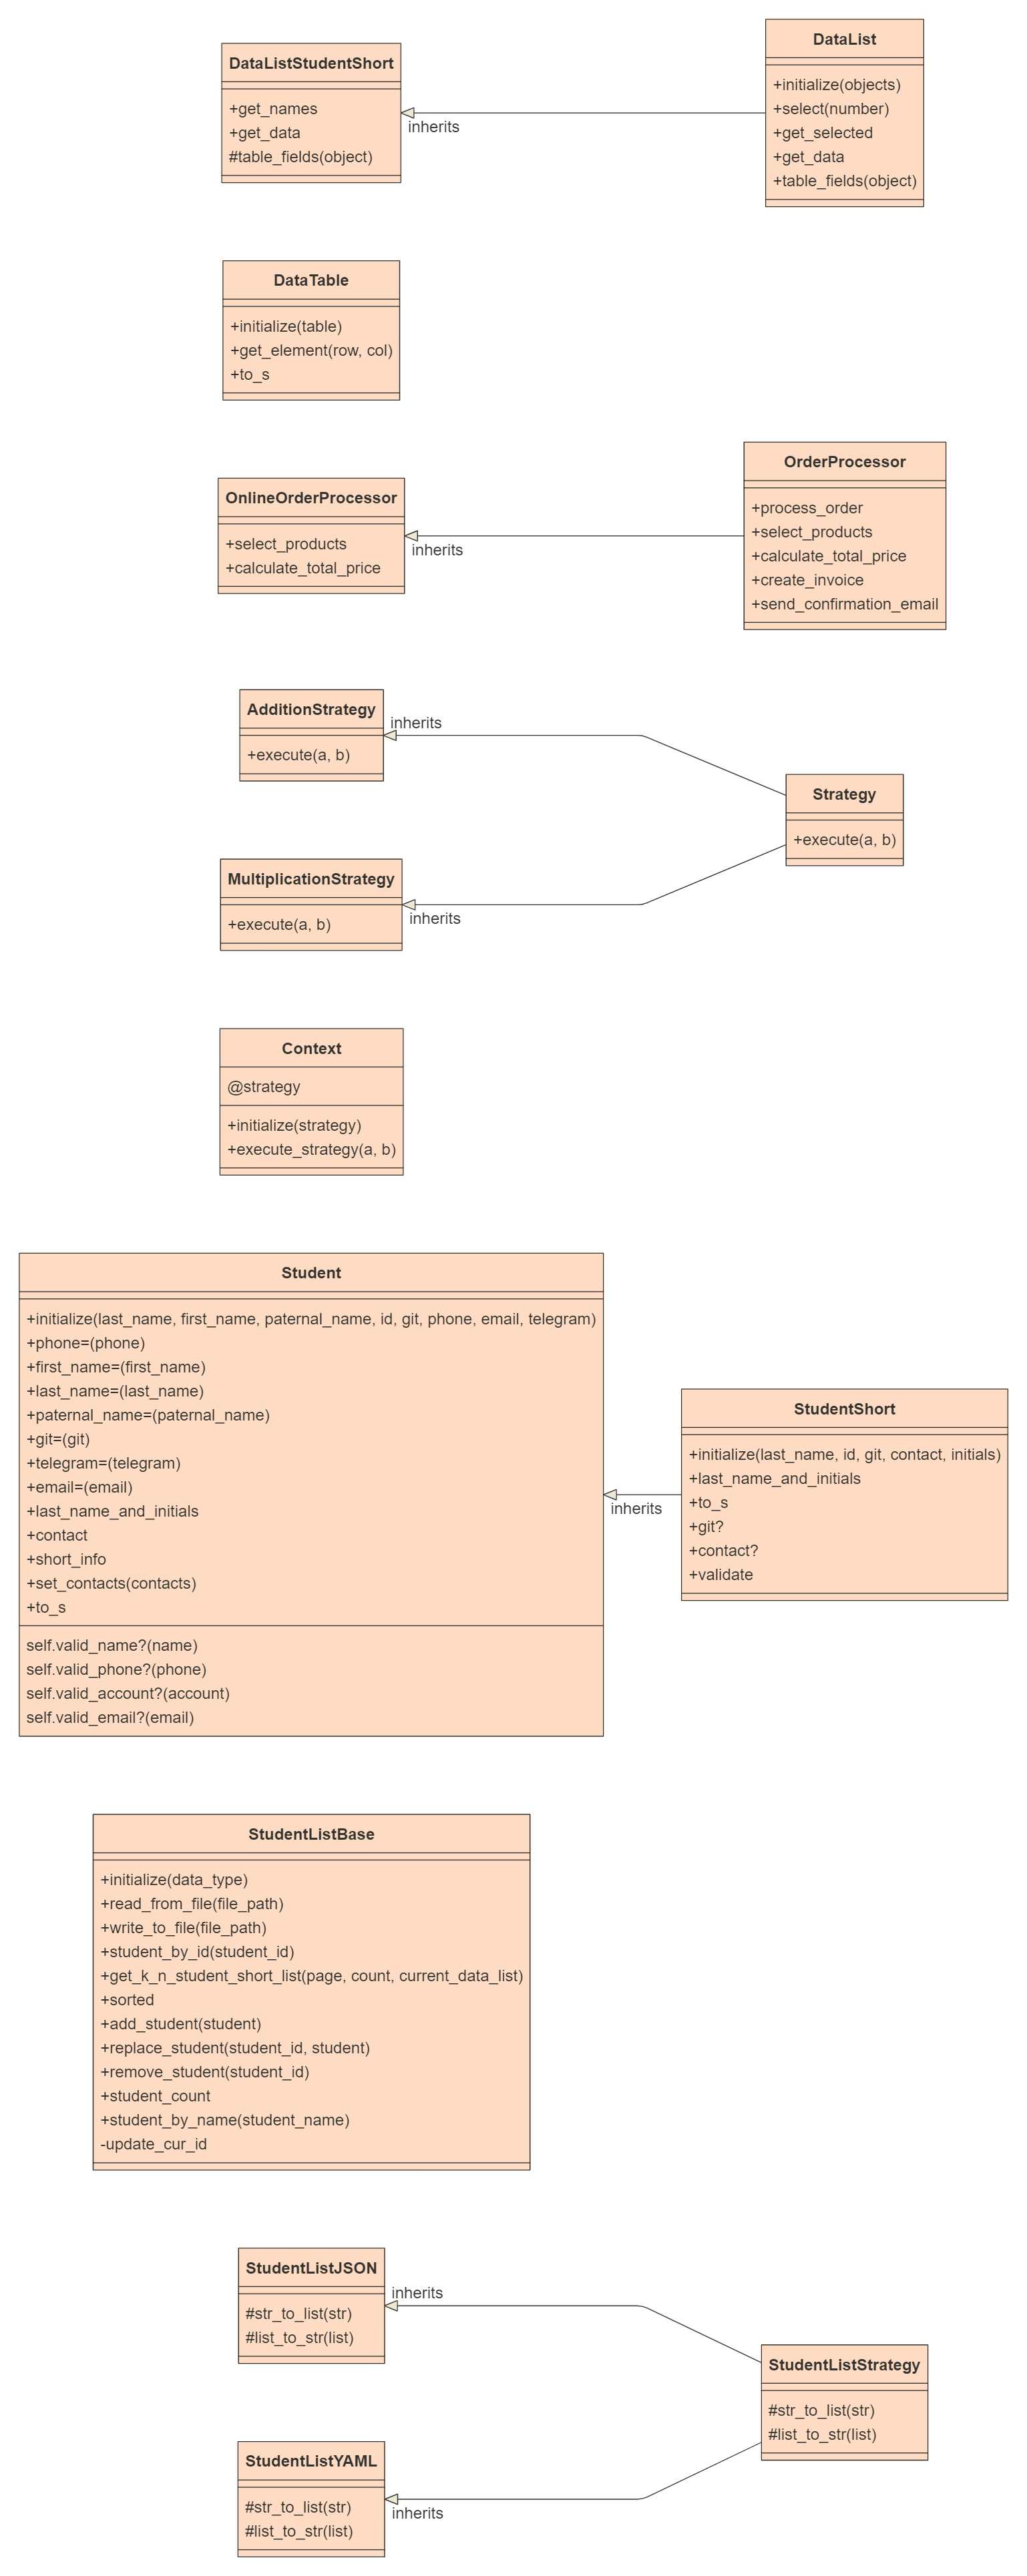 DataListStudentShort
+get_names
+get_data
#table_fields(object)
inherits
DataList
+initialize(objects)
+select(number)
+get_selected
+get_data
+table_fields(object)
DataTable
+initialize(table)
+get_element(row, col)
+to_s
OnlineOrderProcessor
+select_products
+calculate_total_price
inherits
OrderProcessor
+process_order
+select_products
+calculate_total_price
+create_invoice
+send_confirmation_email
AdditionStrategy
+execute(a, b)
inherits
Strategy
+execute(a, b)
MultiplicationStrategy
+execute(a, b)
inherits
Context
@strategy
+initialize(strategy)
+execute_strategy(a, b)
Student
+initialize(last_name, first_name, paternal_name, id, git, phone, email, telegram)
+phone=(phone)
+first_name=(first_name)
+last_name=(last_name)
+paternal_name=(paternal_name)
+git=(git)
+telegram=(telegram)
+email=(email)
+last_name_and_initials
+contact
+short_info
+set_contacts(contacts)
+to_s
self.valid_name?(name)
self.valid_phone?(phone)
self.valid_account?(account)
self.valid_email?(email)
inherits
StudentShort
+initialize(last_name, id, git, contact, initials)
+last_name_and_initials
+to_s
+git?
+contact?
+validate
StudentListBase
+initialize(data_type)
+read_from_file(file_path)
+write_to_file(file_path)
+student_by_id(student_id)
+get_k_n_student_short_list(page, count, current_data_list)
+sorted
+add_student(student)
+replace_student(student_id, student)
+remove_student(student_id)
+student_count
+student_by_name(student_name)
-update_cur_id
StudentListJSON
#str_to_list(str)
#list_to_str(list)
inherits
StudentListStrategy
#str_to_list(str)
#list_to_str(list)
StudentListYAML
#str_to_list(str)
#list_to_str(list)
inherits